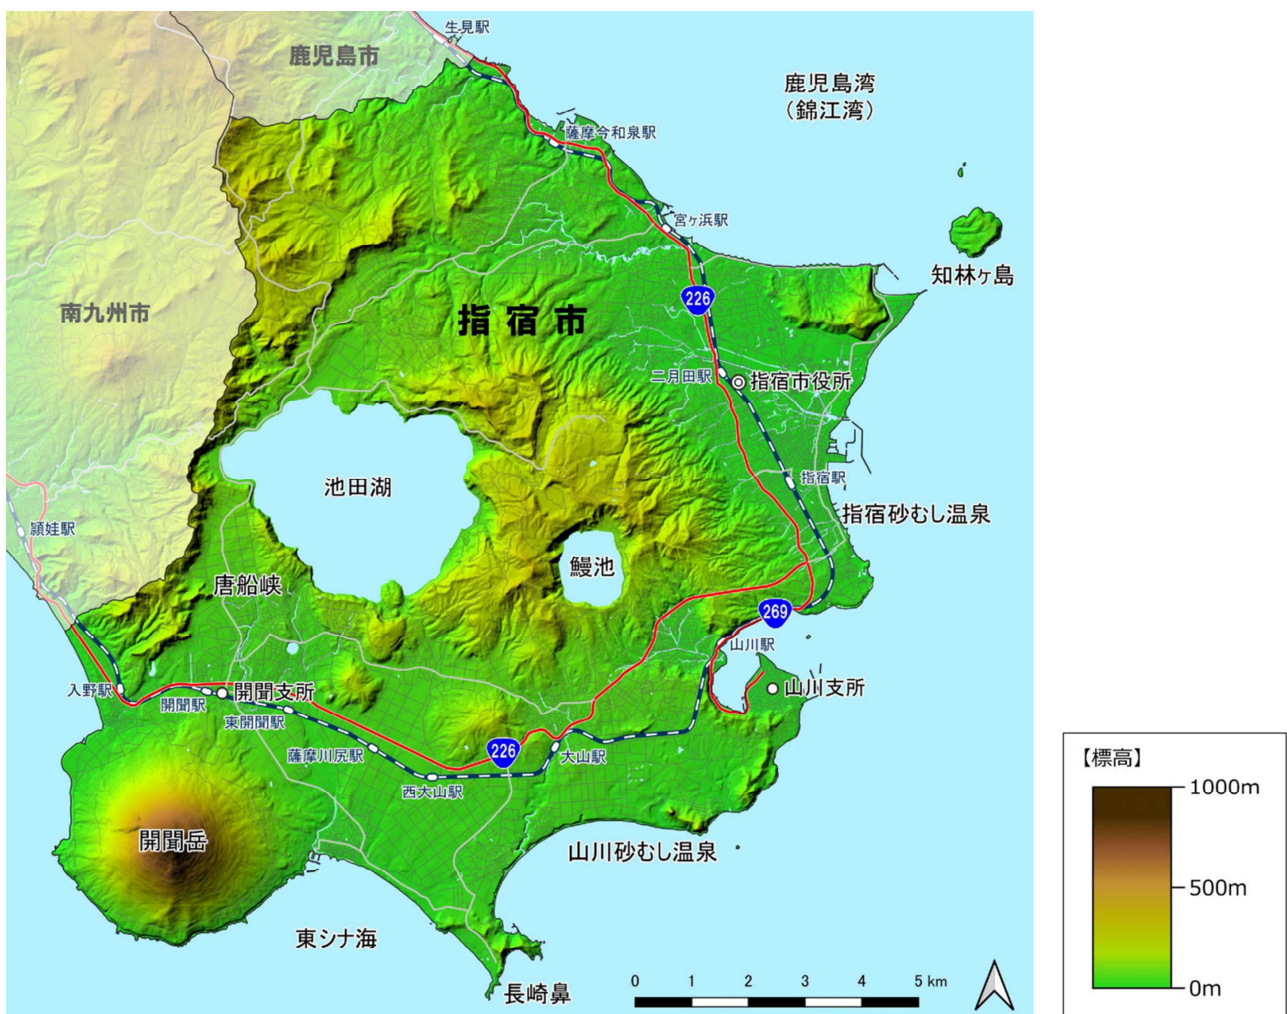 生見駅
鹿児島市
鹿児島湾
（錦江湾）
薩摩今和泉駅
宮ヶ浜駅
知林ヶ島
南九州市
指宿市
226
二月田駅
指宿市役所
池田湖
指宿駅
指宿砂むし温泉
頴娃駅
鰻池
唐船峡
269
山川駅
入野駅
開聞駅
開聞支所
山川支所
東開聞駅
薩摩川尻駅
226
大山駅
西大山駅
開聞岳
山川砂むし温泉
東シナ海
長崎鼻
0 1 2 3 4 5 km
【標高】
1000m
500m
0m